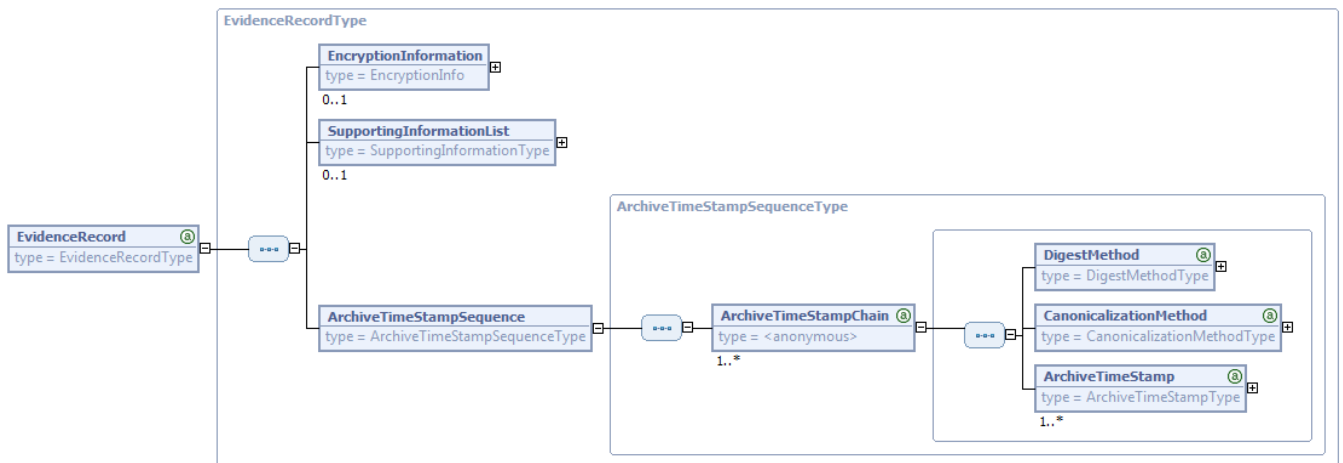 EvidenceRecordType
EncryptionInformation
type = EncryptionInfo
0..1
SupportingInformationList
type = SupportingInformationType
0..1
ArchiveTimeStampSequenceType
EvidenceRecord a
type = EvidenceRecordType
DigestMethod a
type = DigestMethodType
ArchiveTimeStampSequence
type = ArchiveTimeStampSequenceType
ArchiveTimeStampChain a
type = <anonymous>
1..*
CanonicalizationMethod a
type = CanonicalizationMethodType
ArchiveTimeStamp a
type = ArchiveTimeStampType
1..*